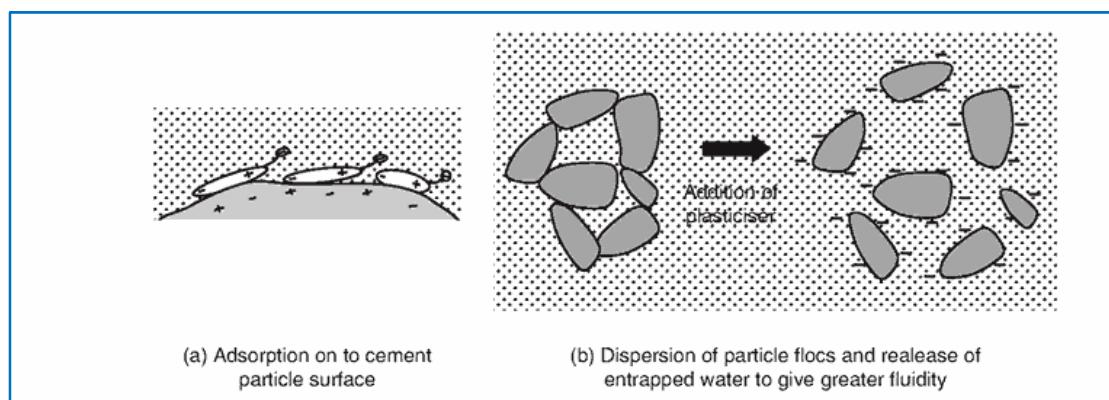 Addition of
plasticiser
(a) Adsorption on to cement
particle surface
(b) Dispersion of particle flocs and realease of
entrapped water to give greater fluidity